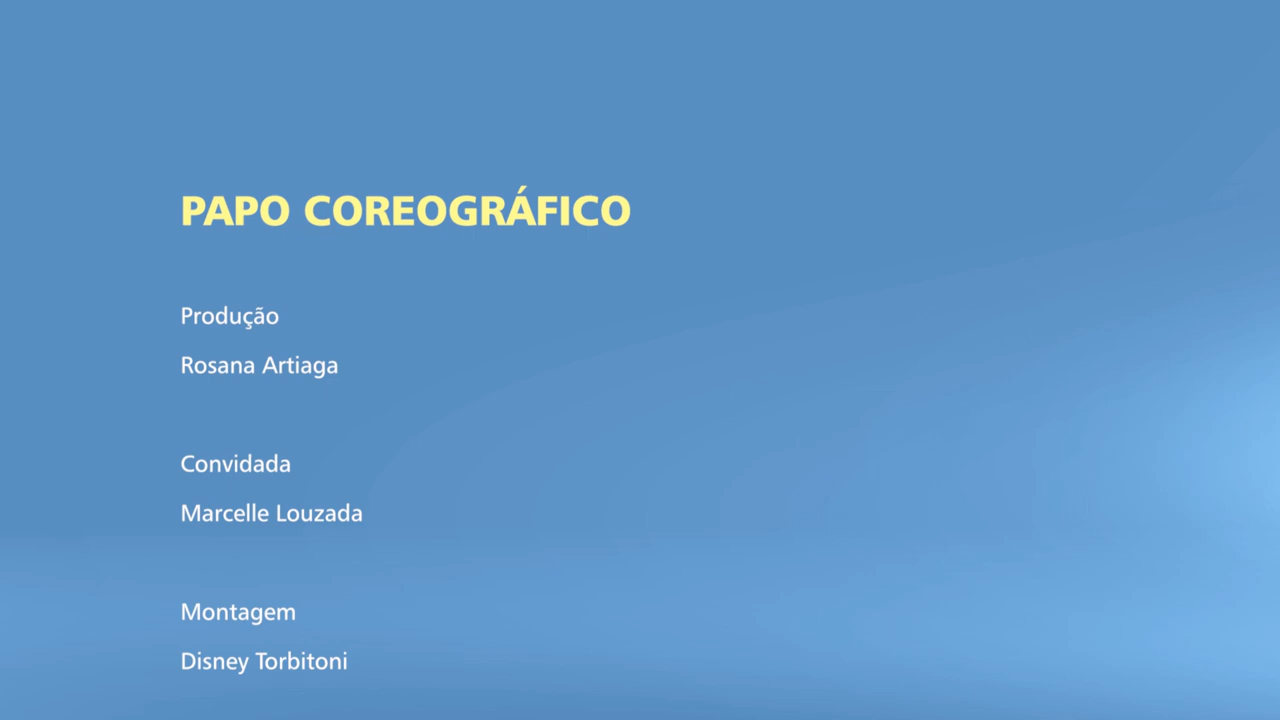 PAPO COREOGRÁFICO
Produção
Rosana Artiaga
Convidada
Marcelle Louzada
Montagem
Disney Torbitoni